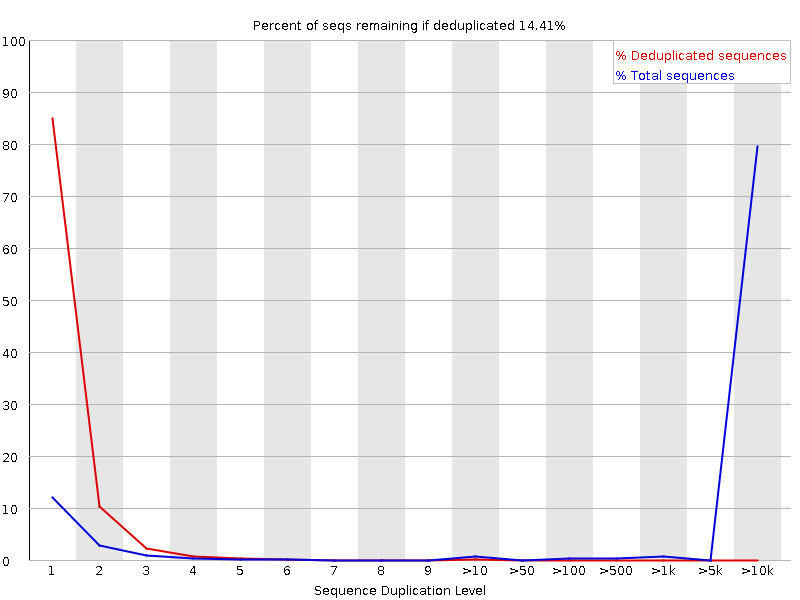 Percent of seqs remaining if deduplicated 14.41%
% Deduplicated sequences
% Total sequences
100
90
80
70
60
50
40
30
20
10
0
1 2 3 4 5 6 7 8 9 >10 >50 >100 >500 >1k >5k >10k
Sequence Duplication Level